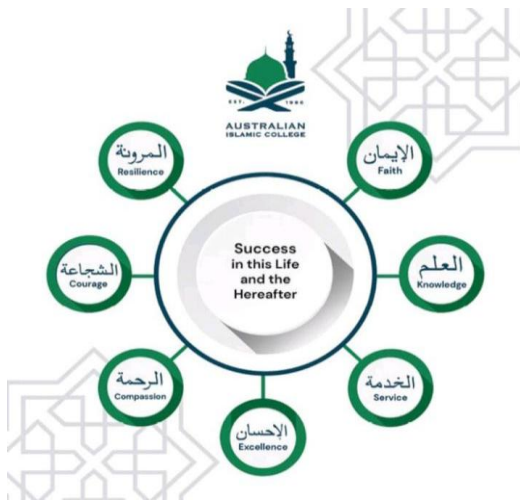 EST. 1986
AUSTRALIAN
ISLAMIC COLLEGE
المرونة
Resilience
الإيمان
Faith
الشجاعة
Courage
Success
in this Life
and the
Hereafter
العلم
Knowledge
الرحمة
Compassion
الخدمة
Service
الإحسان
Excellence